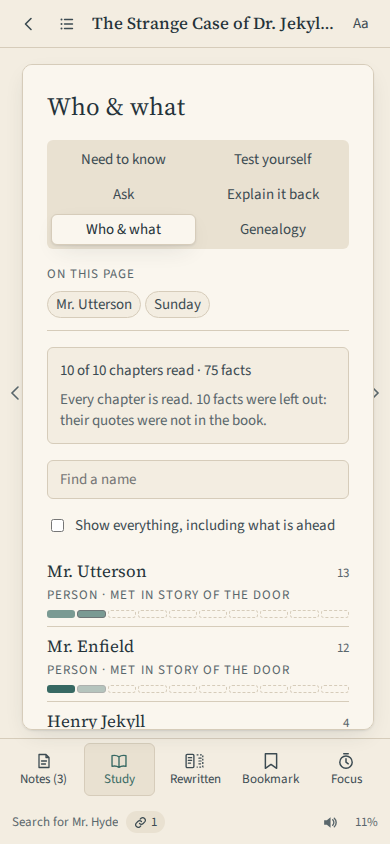 The Strange Case of Dr. Jekyl...
Aa
Who & what
Need to know
Test yourself
Ask
Explain it back
Who & what
Genealogy
ON THIS PAGE
Mr. Utterson
Sunday
10 of 10 chapters read · 75 facts
Every chapter is read. 10 facts were left out:
their quotes were not in the book.
Find a name
Show everything, including what is ahead
Mr. Utterson
13
PERSON · MET IN STORY OF THE DOOR
Mr. Enfield
12
PERSON · MET IN STORY OF THE DOOR
Henry Jekyll
4
Notes (3)
Study
Rewritten
Bookmark
Focus
Search for Mr. Hyde
1
11%